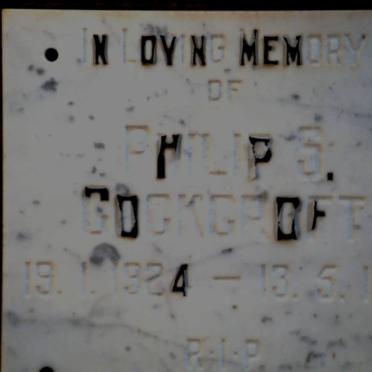 IN LOVING MEMORY
OF
PHILIP S.
COCKCROFT
19. 1. 1924 — 13. 5. 1
R.I.P.